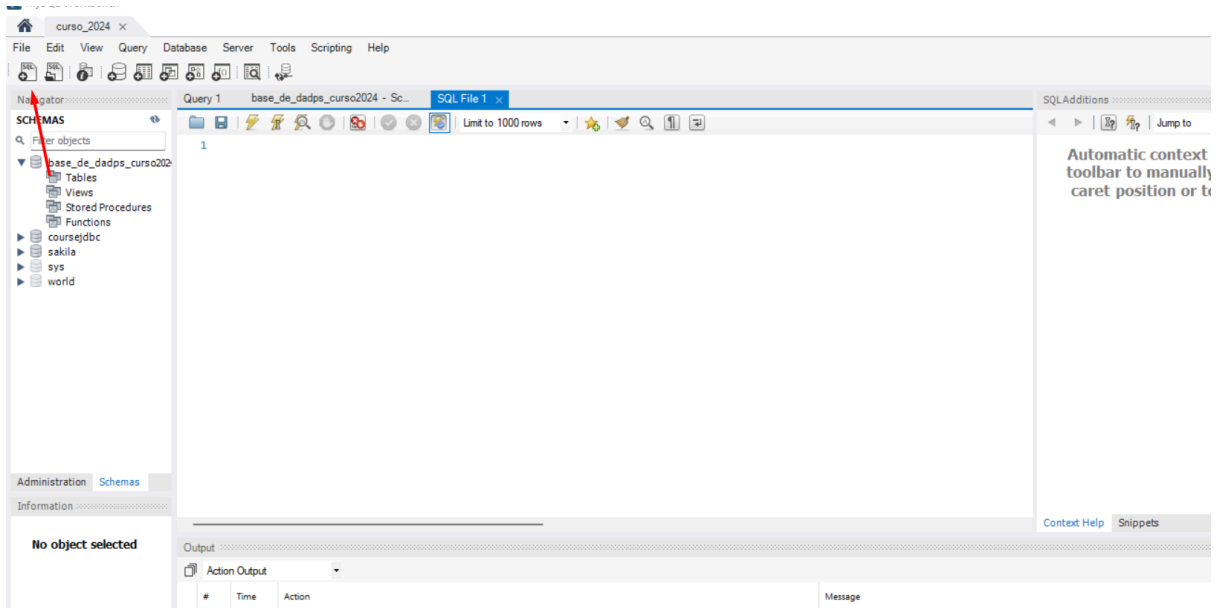 curso_2024 ×
File Edit View Query Database Server Tools Scripting Help
Navigator
Query 1 base_de_dadps_curso2024 - Sc... SQL File 1 ×
SQLAdditions
SCHEMAS
Limit to 1000 rows
Jump to
Filter objects
1
base_de_dadps_curso202
Tables
Views
Stored Procedures
Functions
coursejdbc
sakila
sys
world
Automatic context
toolbar to manually
caret position or to
Administration Schemas
Information
No object selected
Context Help Snippets
Output
Action Output
# Time Action Message